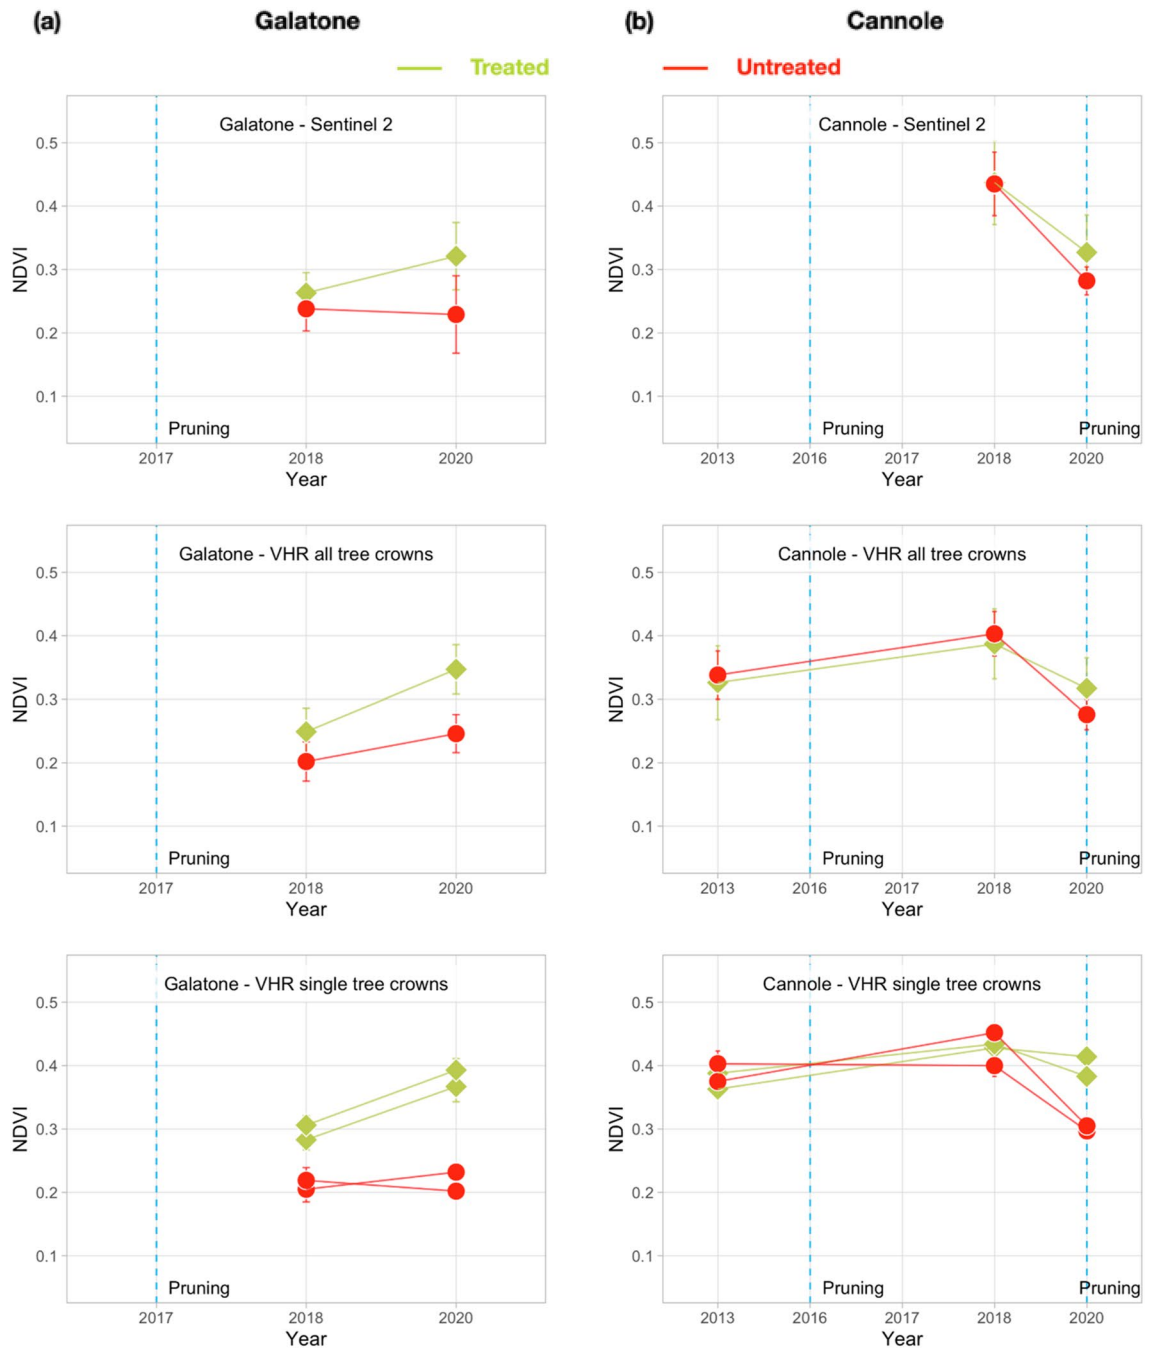 (a) Galatone (b) Cannole
Treated Untreated
Galatone - Sentinel 2
0.5
0.4
0.3
0.2
0.1
NDVI
Pruning
2017 2018 2020
Year
Cannole - Sentinel 2
0.5
0.4
0.3
0.2
0.1
NDVI
Pruning Pruning
2013 2016 2017 2018 2020
Year
Galatone - VHR all tree crowns
0.5
0.4
0.3
0.2
0.1
NDVI
Pruning
2017 2018 2020
Year
Cannole - VHR all tree crowns
0.5
0.4
0.3
0.2
0.1
NDVI
Pruning Pruning
2013 2016 2017 2018 2020
Year
Galatone - VHR single tree crowns
0.5
0.4
0.3
0.2
0.1
NDVI
Pruning
2017 2018 2020
Year
Cannole - VHR single tree crowns
0.5
0.4
0.3
0.2
0.1
NDVI
Pruning Pruning
2013 2016 2017 2018 2020
Year